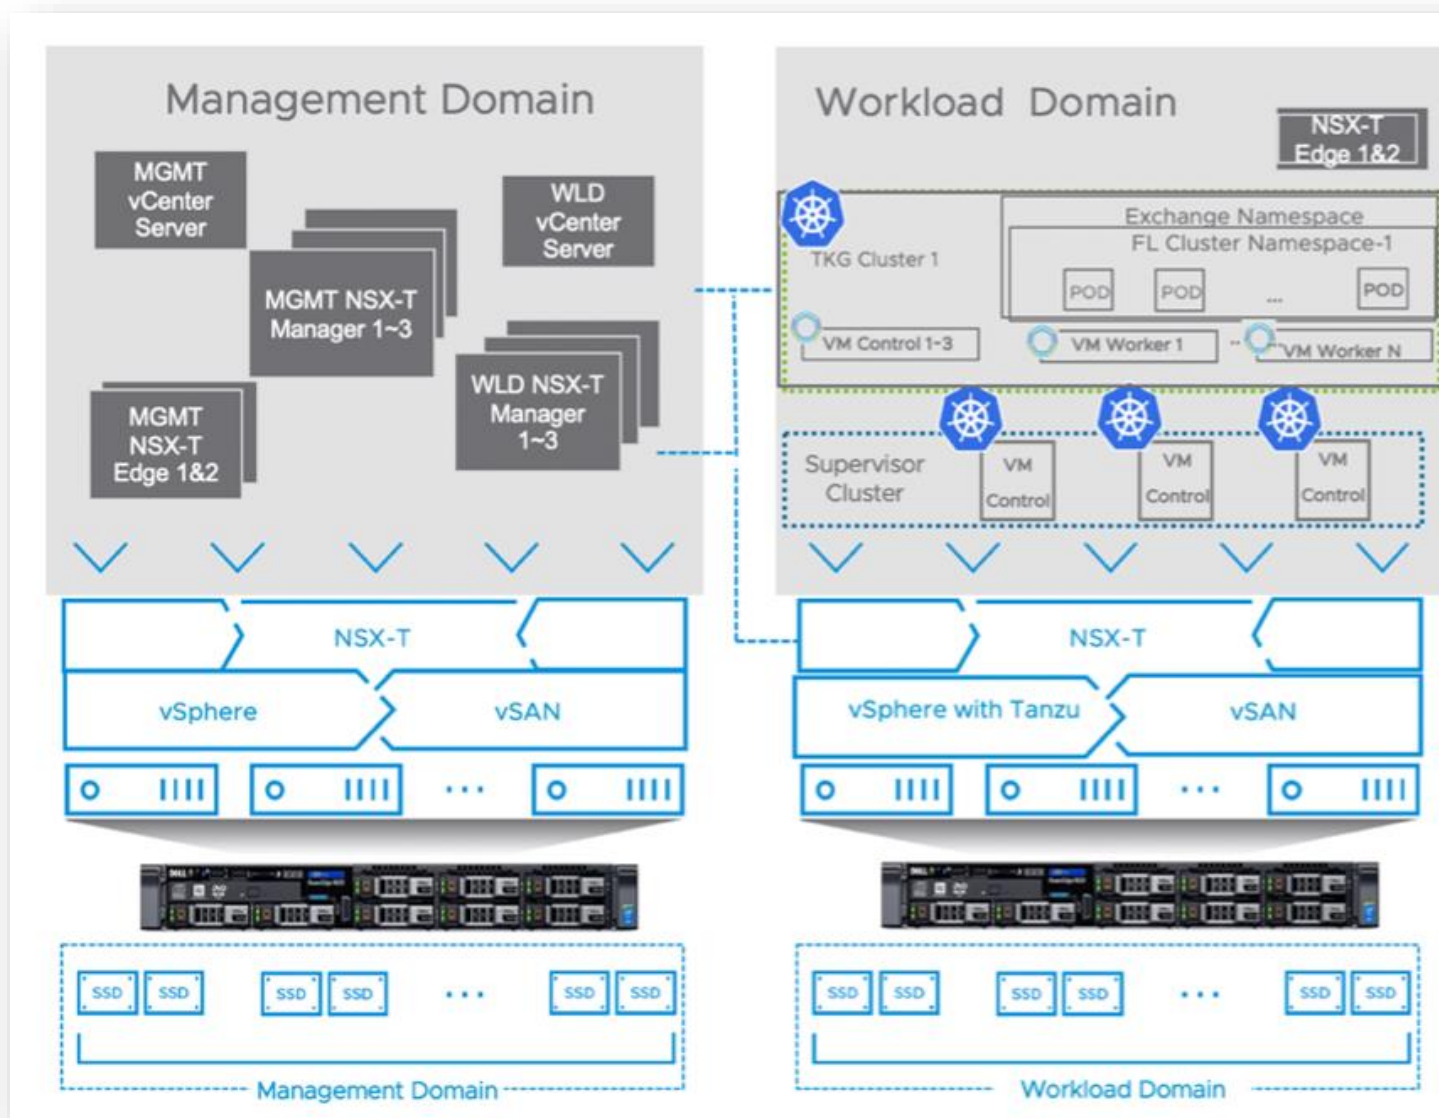 Management Domain
MGMT
vCenter
Server
WLD
vCenter
Server
MGMT NSX-T
Manager 1~3
WLD NSX-T
Manager
1~3
MGMT
NSX-T
Edge 1&2
NSX-T
vSphere
vSAN
...
DELL
SSD
SSD
SSD
SSD
...
SSD
SSD
Management Domain
Workload Domain
NSX-T
Edge 1&2
Exchange Namespace
FL Cluster Namespace-1
TKG Cluster 1
POD
POD
...
POD
VM Control 1-3
VM Worker 1
VM Worker N
Supervisor
Cluster
VM
Control
VM
Control
VM
Control
NSX-T
vSphere with Tanzu
vSAN
...
DELL
SSD
SSD
SSD
SSD
...
SSD
SSD
Workload Domain